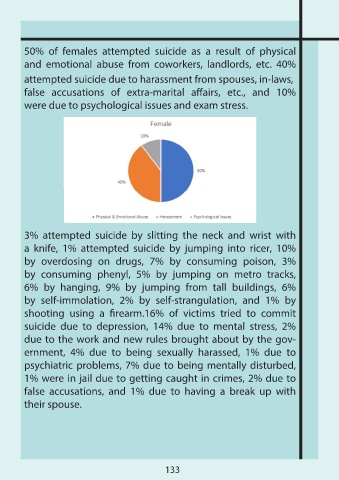 50% of females attempted suicide as a result of physical
and emotional abuse from coworkers, landlords, etc. 40%
attempted suicide due to harassment from spouses, in-laws,
false accusations of extra-marital affairs, etc., and 10%
were due to psychological issues and exam stress.
Female
10%
50%
40%
Physical & Emotional Abuse Harassment Psychological Issues
3% attempted suicide by slitting the neck and wrist with
a knife, 1% attempted suicide by jumping into ricer, 10%
by overdosing on drugs, 7% by consuming poison, 3%
by consuming phenyl, 5% by jumping on metro tracks,
6% by hanging, 9% by jumping from tall buildings, 6%
by self-immolation, 2% by self-strangulation, and 1% by
shooting using a firearm.16% of victims tried to commit
suicide due to depression, 14% due to mental stress, 2%
due to the work and new rules brought about by the gov-
ernment, 4% due to being sexually harassed, 1% due to
psychiatric problems, 7% due to being mentally disturbed,
1% were in jail due to getting caught in crimes, 2% due to
false accusations, and 1% due to having a break up with
their spouse.
133